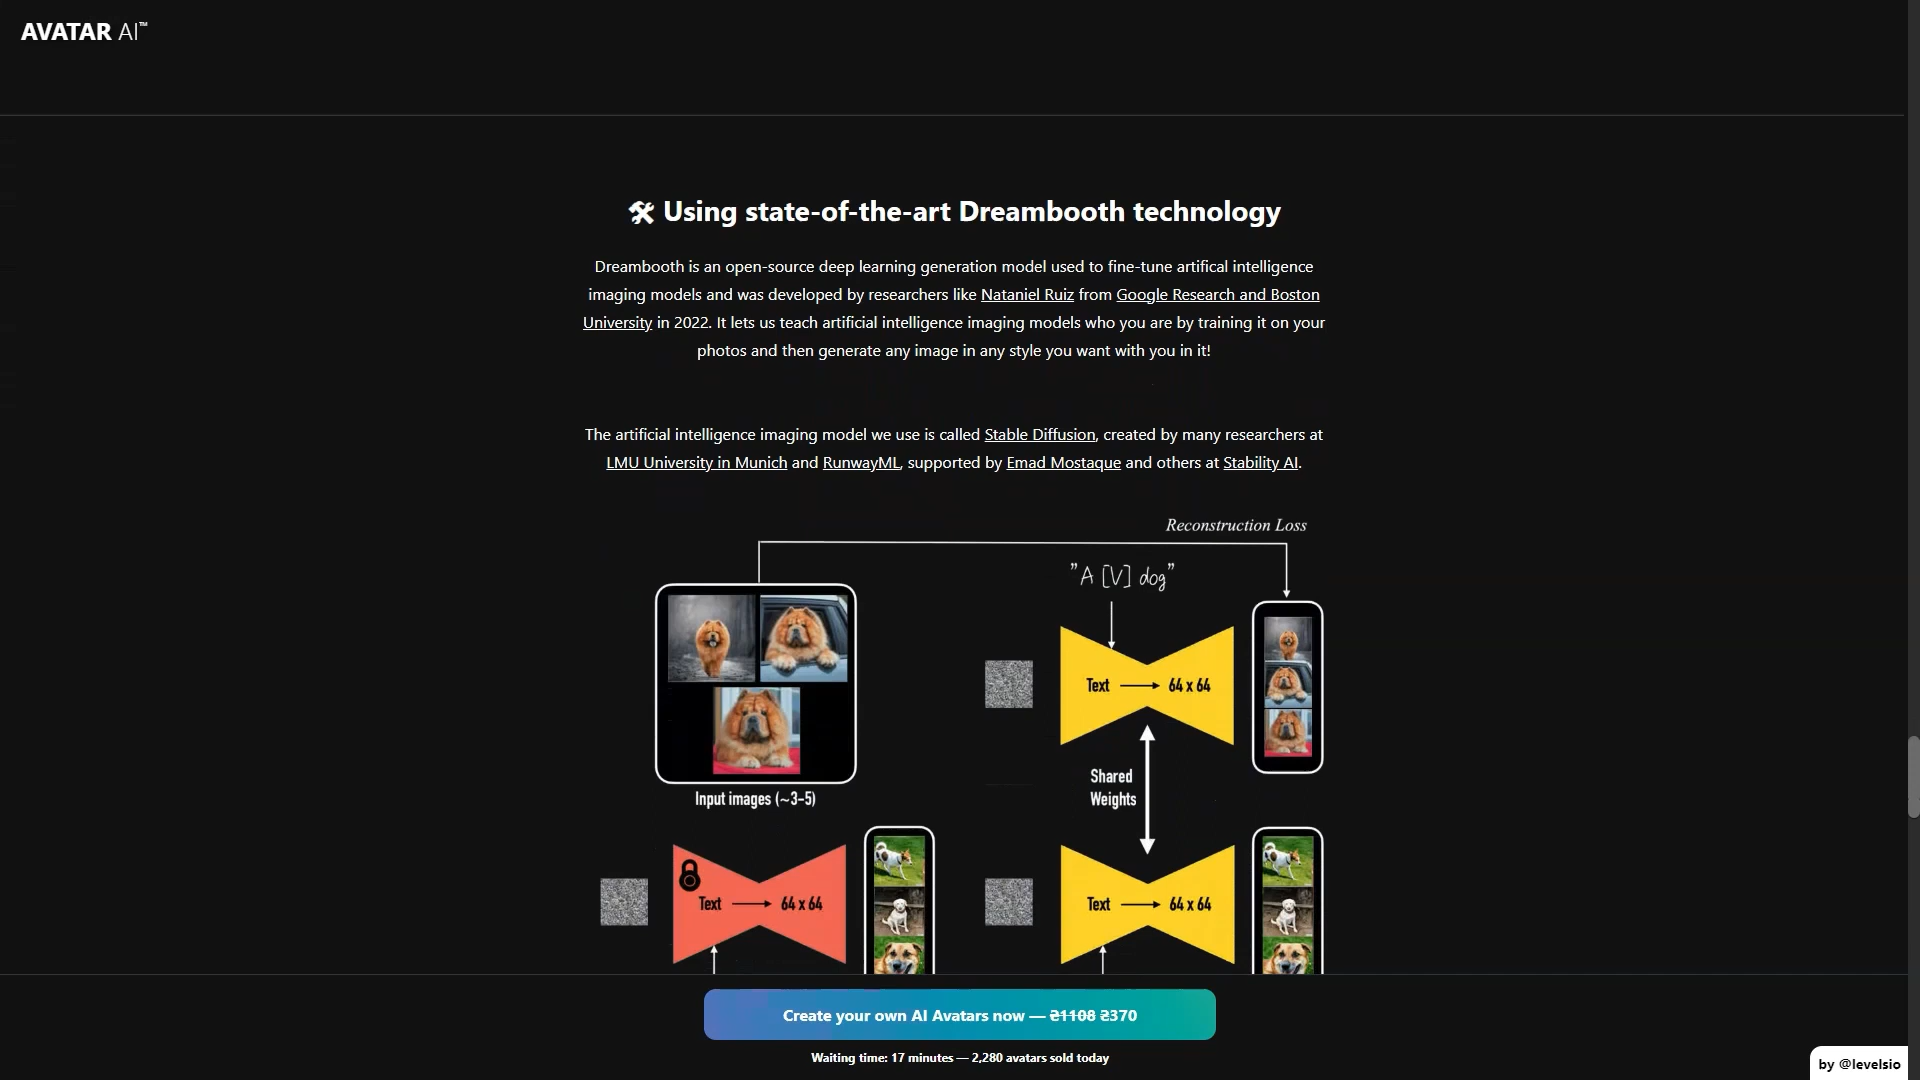 AVATAR AI™
🛠 Using state-of-the-art Dreambooth technology
Dreambooth is an open-source deep learning generation model used to fine-tune artifical intelligence
imaging models and was developed by researchers like Nataniel Ruiz from Google Research and Boston
University in 2022. It lets us teach artificial intelligence imaging models who you are by training it on your
photos and then generate any image in any style you want with you in it!
The artificial intelligence imaging model we use is called Stable Diffusion, created by many researchers at
LMU University in Munich and RunwayML, supported by Emad Mostaque and others at Stability AI.
Reconstruction Loss
"A [V] dog"
Text → 64 x 64
Input images (~3-5)
Shared
Weights
Text → 64 x 64
Text → 64 x 64
Create your own AI Avatars now — ₴1108 ₴370
Waiting time: 17 minutes — 2,280 avatars sold today
by @levelsio